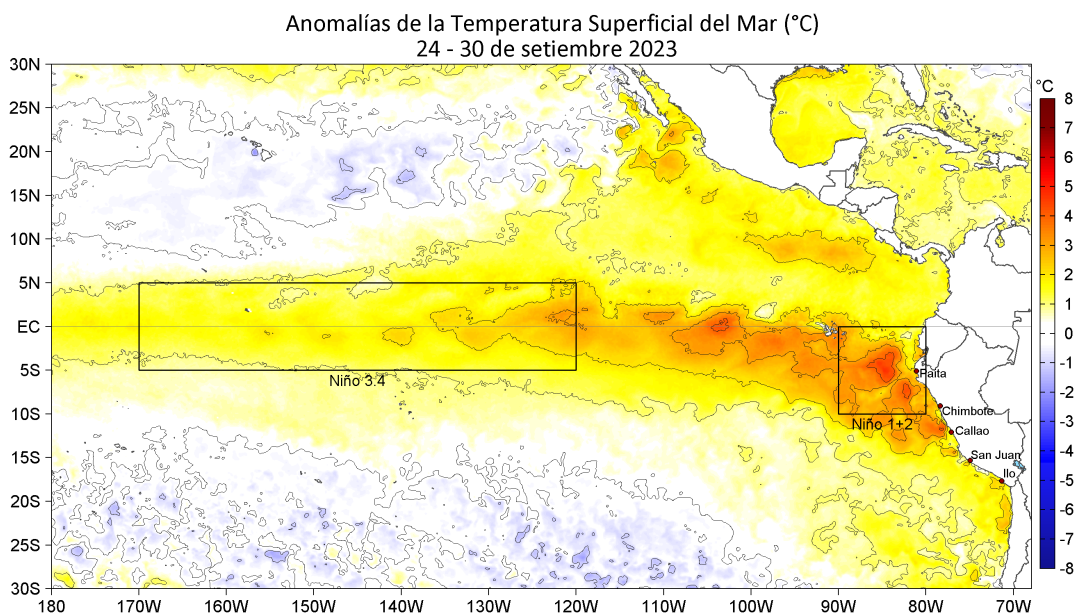 Anomalías de la Temperatura Superficial del Mar (°C)
24 - 30 de setiembre 2023
30N
25N
20N
15N
10N
5N
EC
5S
10S
15S
20S
25S
30S
180 170W 160W 150W 140W 130W 120W 110W 100W 90W 80W 70W
Niño 3.4
Niño 1+2
Paita
Chimbote
Callao
San Juan
Ilo
°C
8
7
6
5
4
3
2
1
0
-1
-2
-3
-4
-5
-6
-7
-8